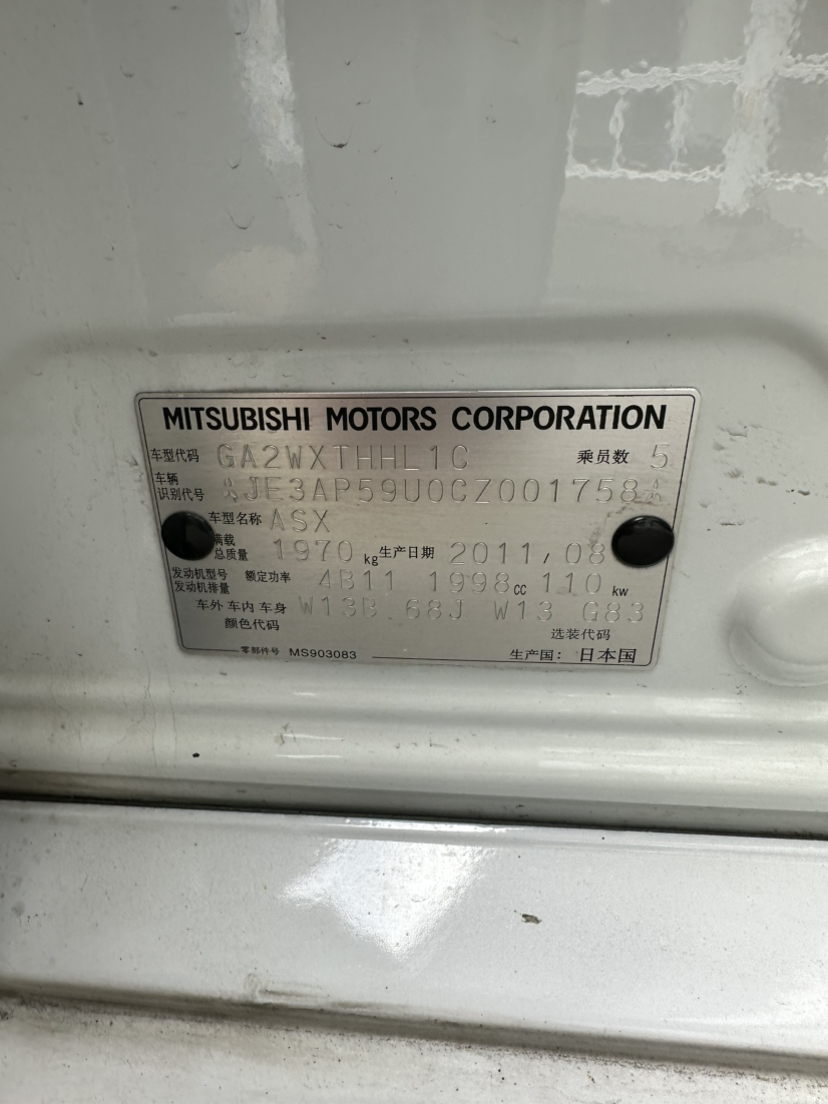 MITSUBISHI MOTORS CORPORATION
车型代码 GA2WXTHHL1C 乘员数 5
车辆识别代号 JE3AP59U0CZ001758
车型名称 ASX
满载总质量 1970 kg 生产日期 2011,08
发动机型号 发动机排量 额定功率 4B11 1998 cc 110 kw
车外 车内 车身 颜色代码 W13B 68J W13 G83
选装代码
零部件号 MS903083 生产国： 日本国